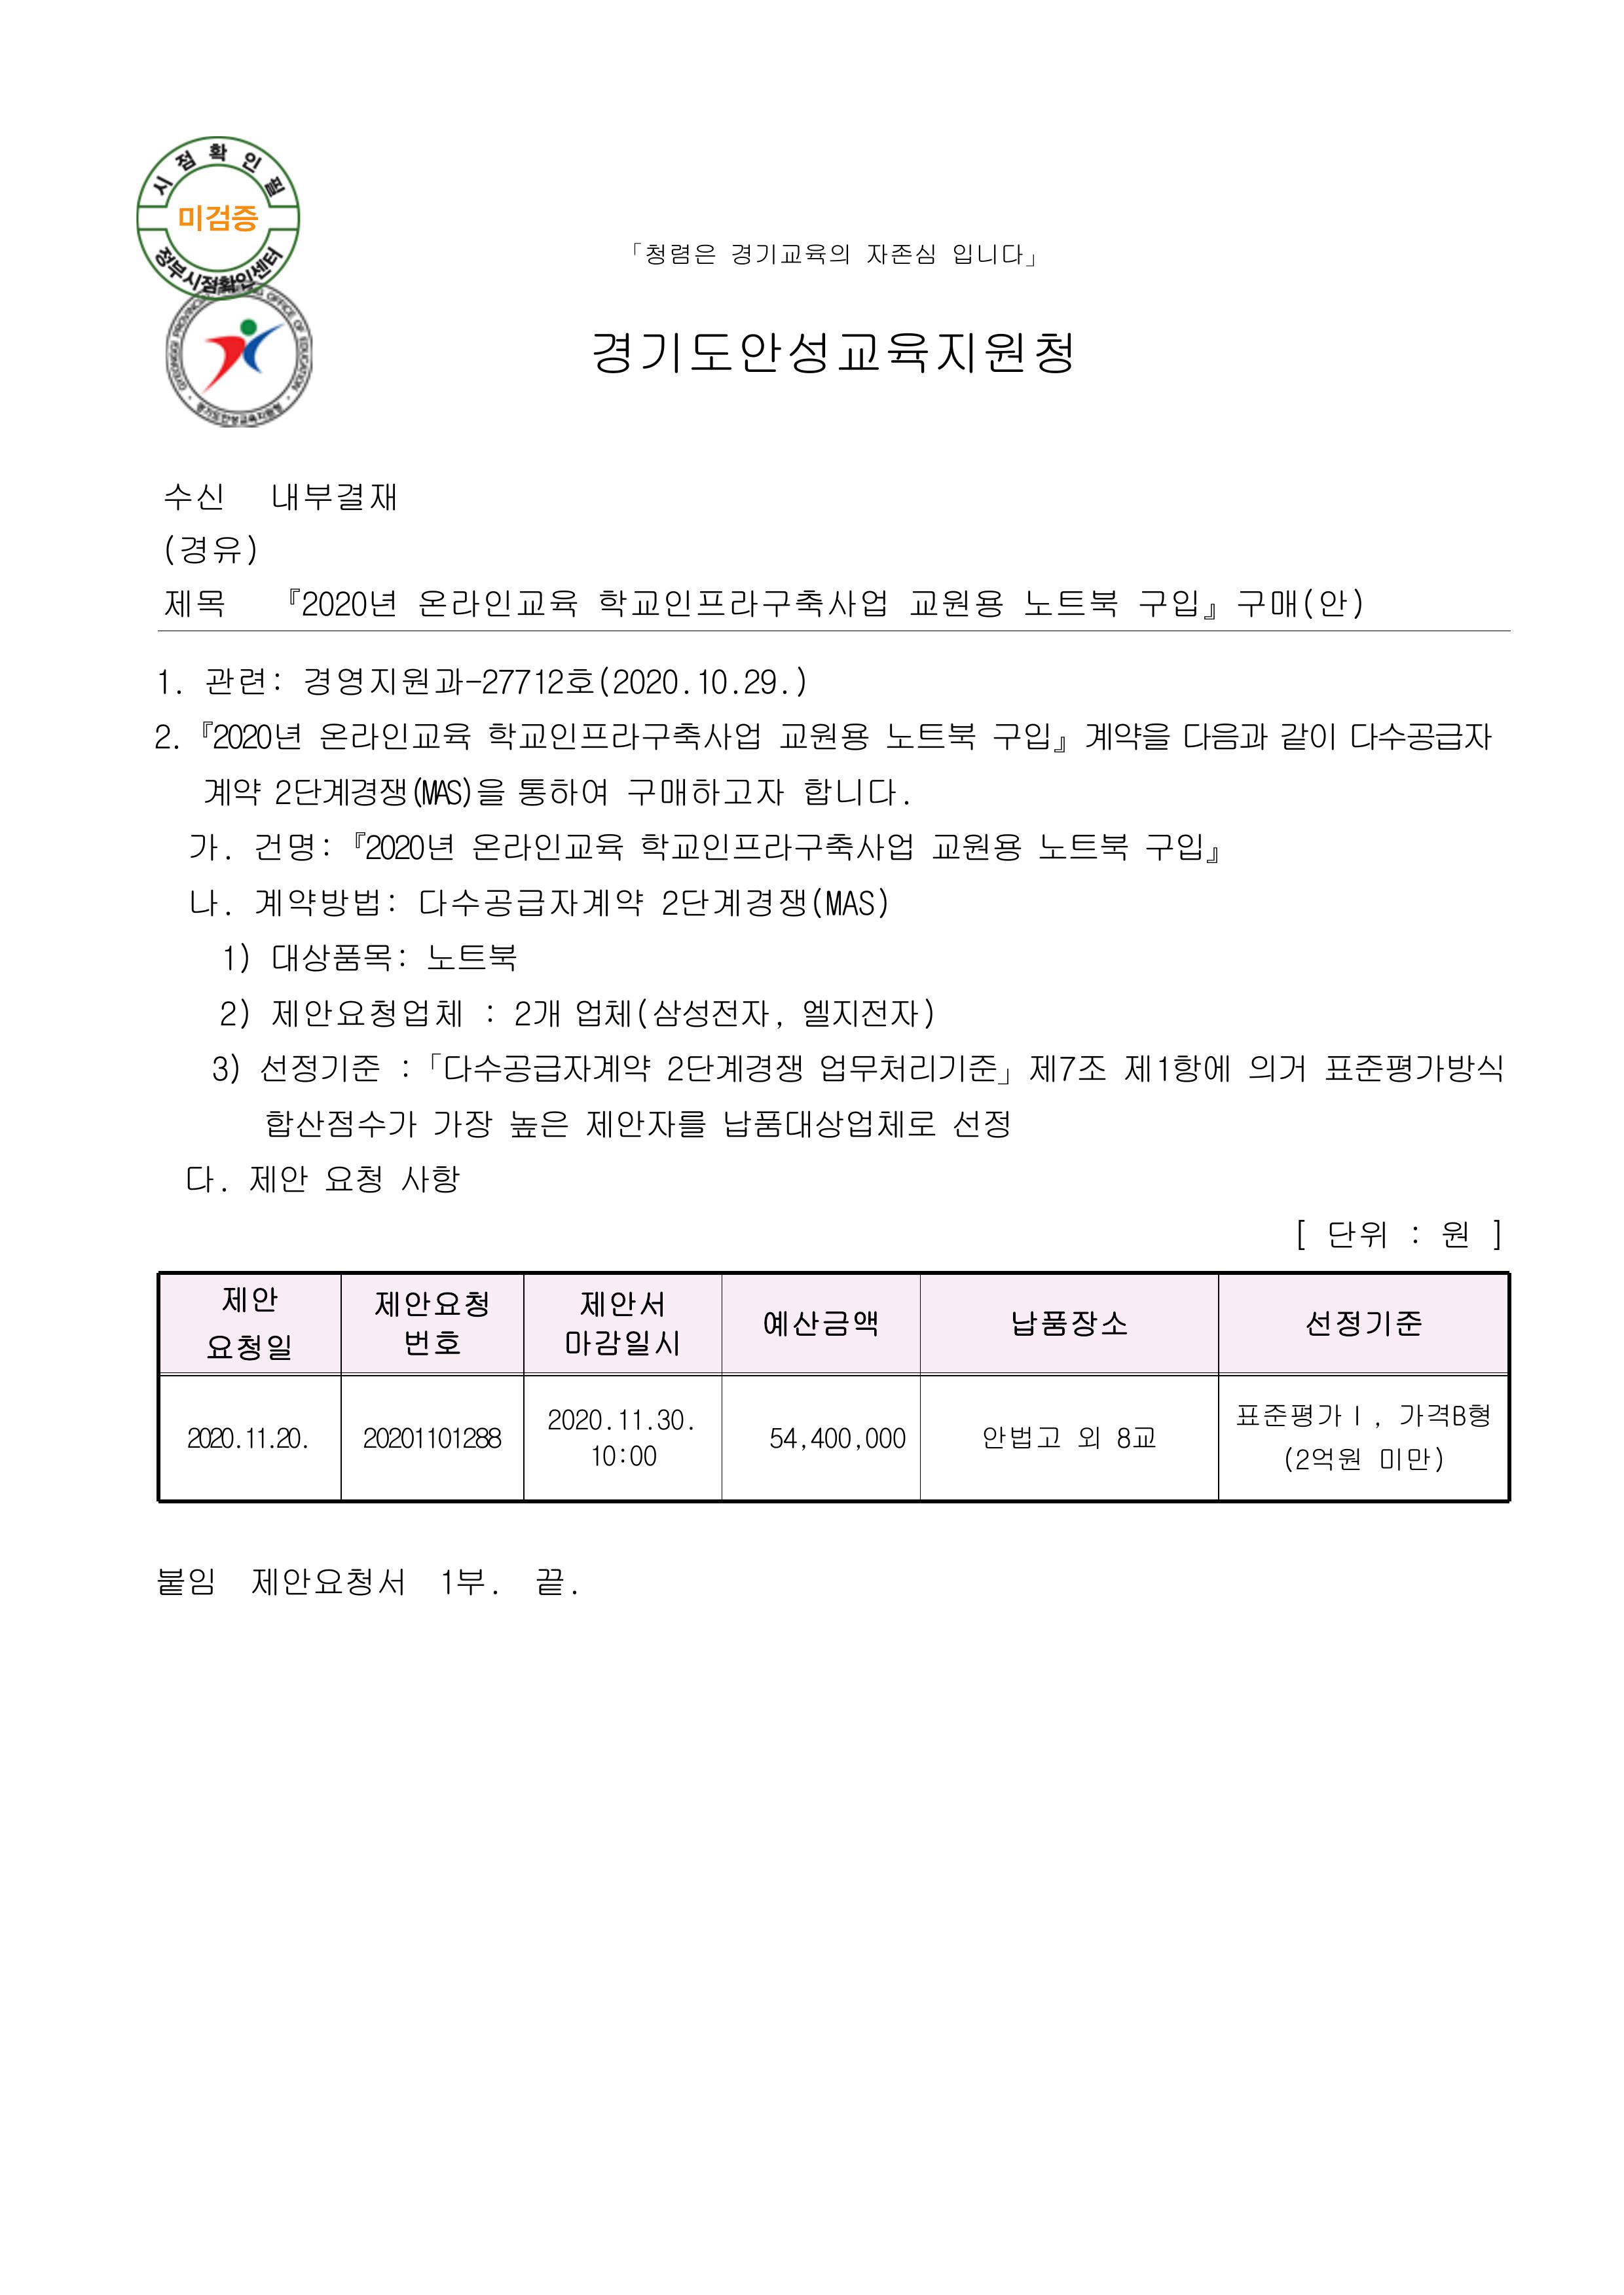 시점확인필
미검증
정부시점확인센터
「청렴은 경기교육의 자존심 입니다」
경기도안성교육지원청
경기도안성교육지원청
수신 내부결재
(경유)
제목 『2020년 온라인교육 학교인프라구축사업 교원용 노트북 구입』구매(안)
1. 관련: 경영지원과-27712호(2020.10.29.)
2.『2020년 온라인교육 학교인프라구축사업 교원용 노트북 구입』계약을 다음과 같이 다수공급자
계약 2단계경쟁(MAS)을 통하여 구매하고자 합니다.
가. 건명:『2020년 온라인교육 학교인프라구축사업 교원용 노트북 구입』
나. 계약방법: 다수공급자계약 2단계경쟁(MAS)
1) 대상품목: 노트북
2) 제안요청업체 : 2개 업체(삼성전자, 엘지전자)
3) 선정기준 :「다수공급자계약 2단계경쟁 업무처리기준」제7조 제1항에 의거 표준평가방식
합산점수가 가장 높은 제안자를 납품대상업체로 선정
다. 제안 요청 사항
[ 단위 : 원 ]
제안 요청일 제안요청 번호 제안서 마감일시 예산금액 납품장소 선정기준
2020.11.20. 20201101288 2020.11.30. 10:00 54,400,000 안법고 외 8교 표준평가Ⅰ, 가격B형 (2억원 미만)
붙임 제안요청서 1부. 끝.